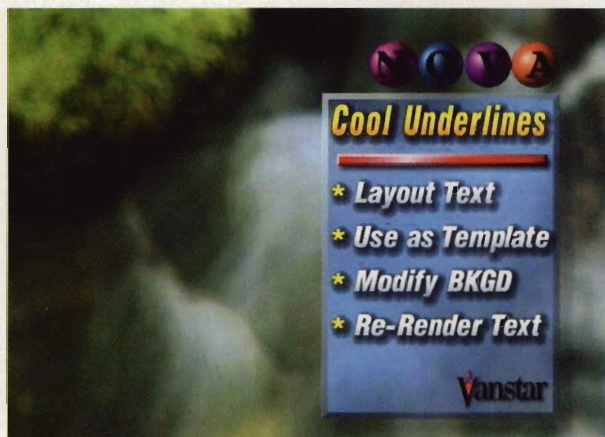 NOVA
Cool Underlines
* Layout Text
* Use as Template
* Modify BKGD
* Re-Render Text
Vanstar